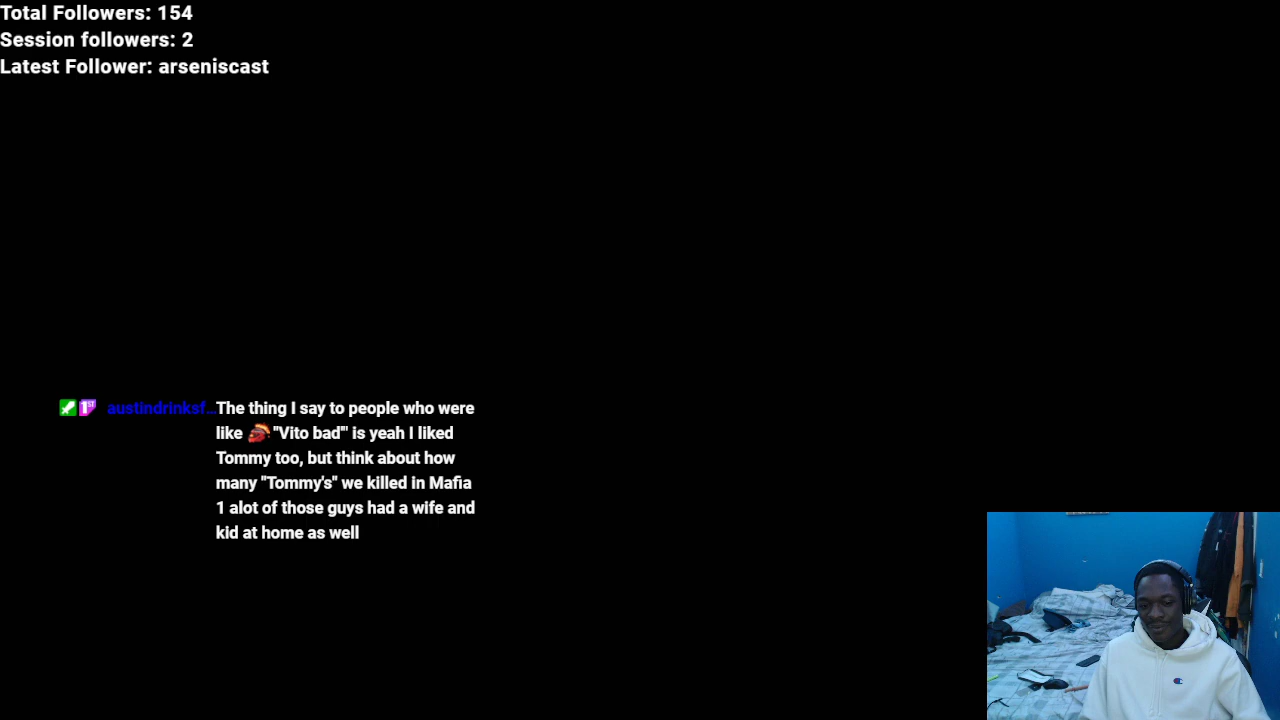 Total Followers: 154
Session followers: 2
Latest Follower: arseniscast
austindrinksf...The thing I say to people who were
like "Vito bad'" is yeah I liked
Tommy too, but think about how
many "Tommy's" we killed in Mafia
1 alot of those guys had a wife and
kid at home as well